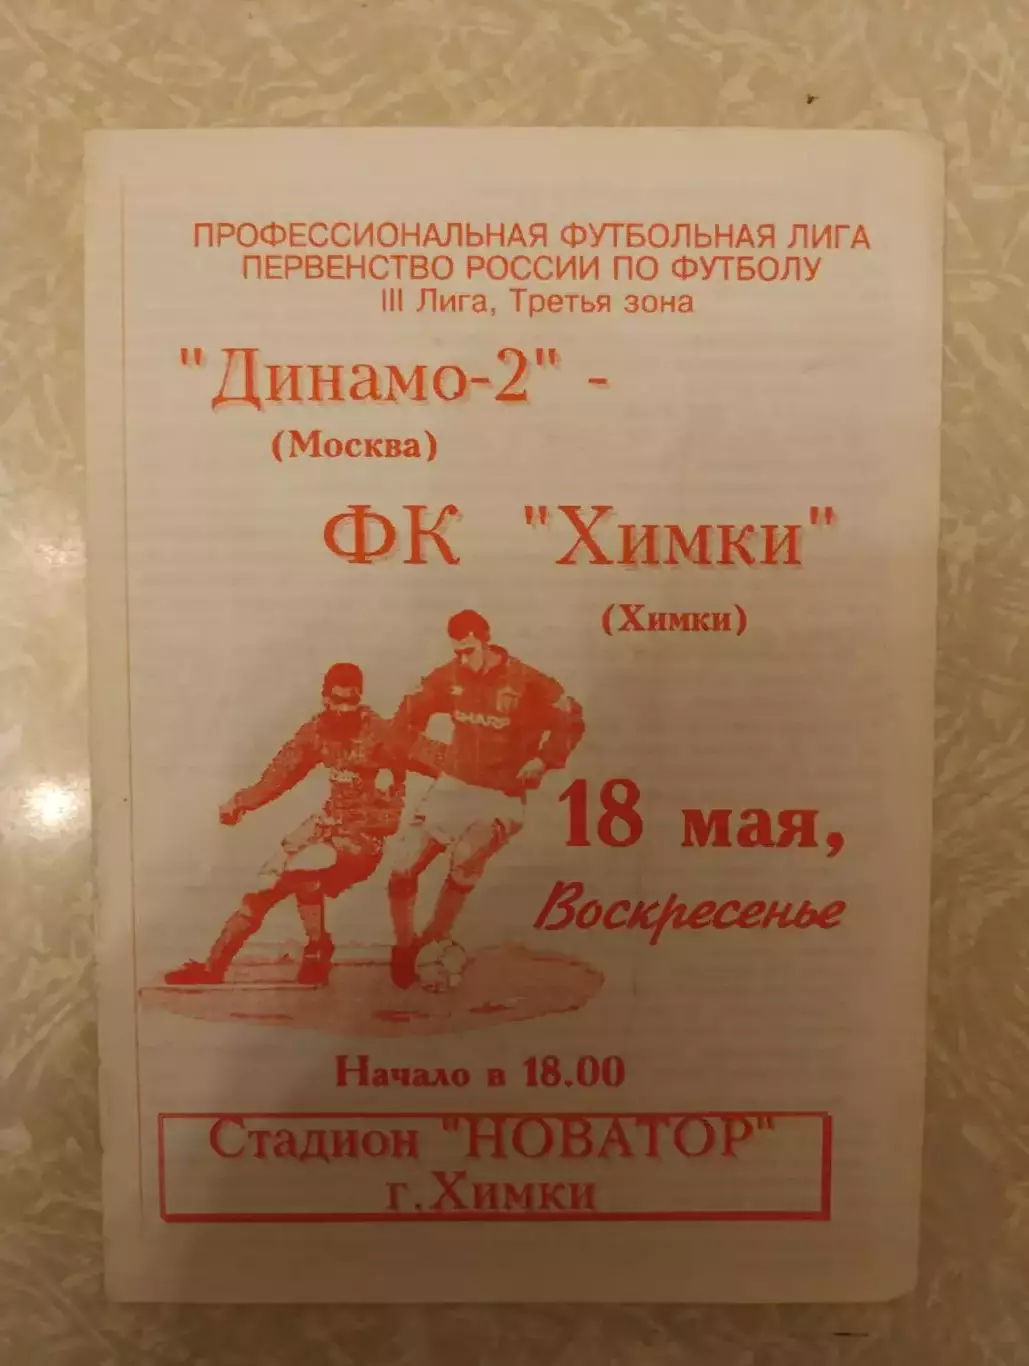 ПРОФЕССИОНАЛЬНАЯ ФУТБОЛЬНАЯ ЛИГА
ПЕРВЕНСТВО РОССИИ ПО ФУТБОЛУ
III Лига, Третья зона
"Динамо-2" -
(Москва)
ФК "Химки"
(Химки)
SHARP
18 мая,
Воскресенье
Начало в 18.00
Стадион "НОВАТОР"
г.Химки